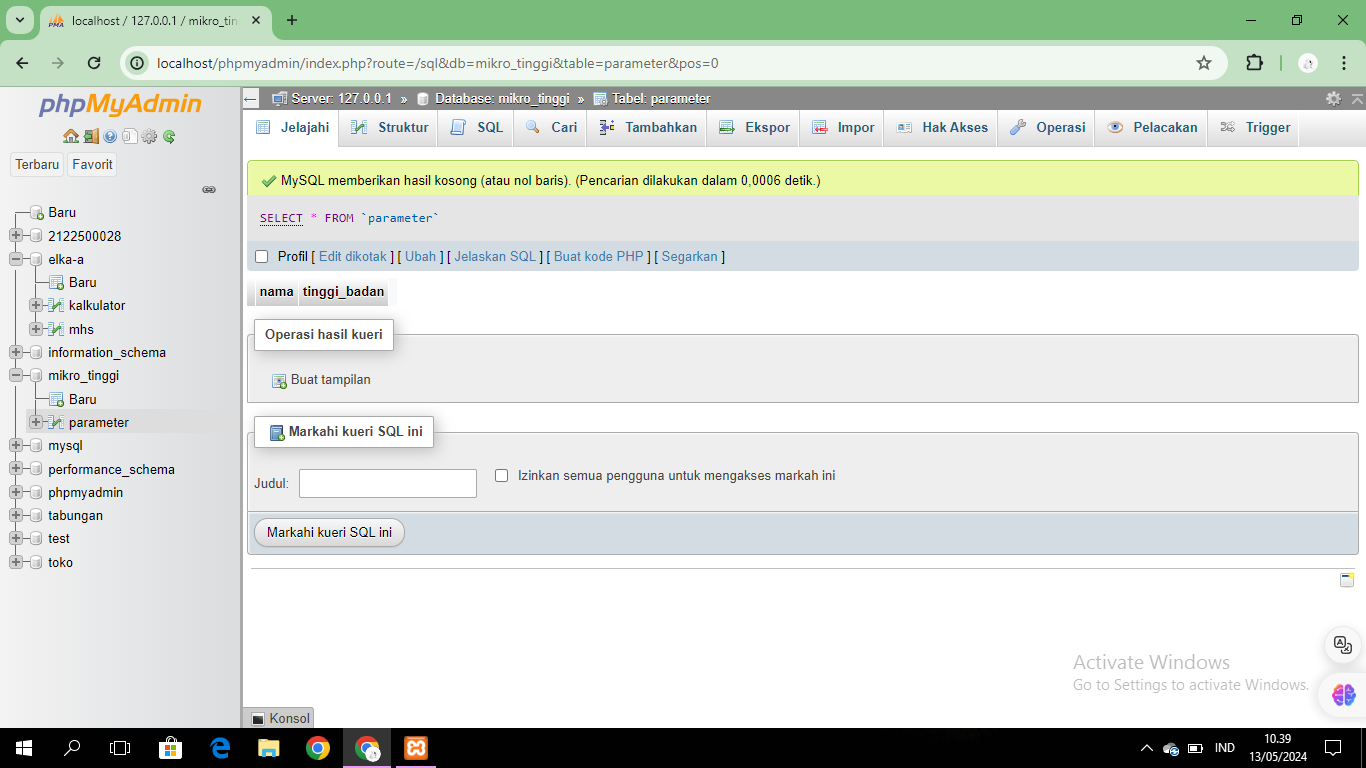 localhost / 127.0.0.1 / mikro_tin
localhost/phpmyadmin/index.php?route=/sql&db=mikro_tinggi&table=parameter&pos=0
phpMyAdmin
Terbaru Favorit
Baru
2122500028
elka-a
Baru
kalkulator
mhs
information_schema
mikro_tinggi
Baru
parameter
mysql
performance_schema
phpmyadmin
tabungan
test
toko
Server: 127.0.0.1 » Database: mikro_tinggi » Tabel: parameter
Jelajahi Struktur SQL Cari Tambahkan Ekspor Impor Hak Akses Operasi Pelacakan Trigger
MySQL memberikan hasil kosong (atau nol baris). (Pencarian dilakukan dalam 0,0006 detik.)
SELECT * FROM `parameter`
Profil [ Edit dikotak ] [ Ubah ] [ Jelaskan SQL ] [ Buat kode PHP ] [ Segarkan ]
nama tinggi_badan
Operasi hasil kueri
Buat tampilan
Markahi kueri SQL ini
Judul: Izinkan semua pengguna untuk mengakses markah ini
Markahi kueri SQL ini
Activate Windows
Go to Settings to activate Windows.
Konsol
IND
10.39
13/05/2024